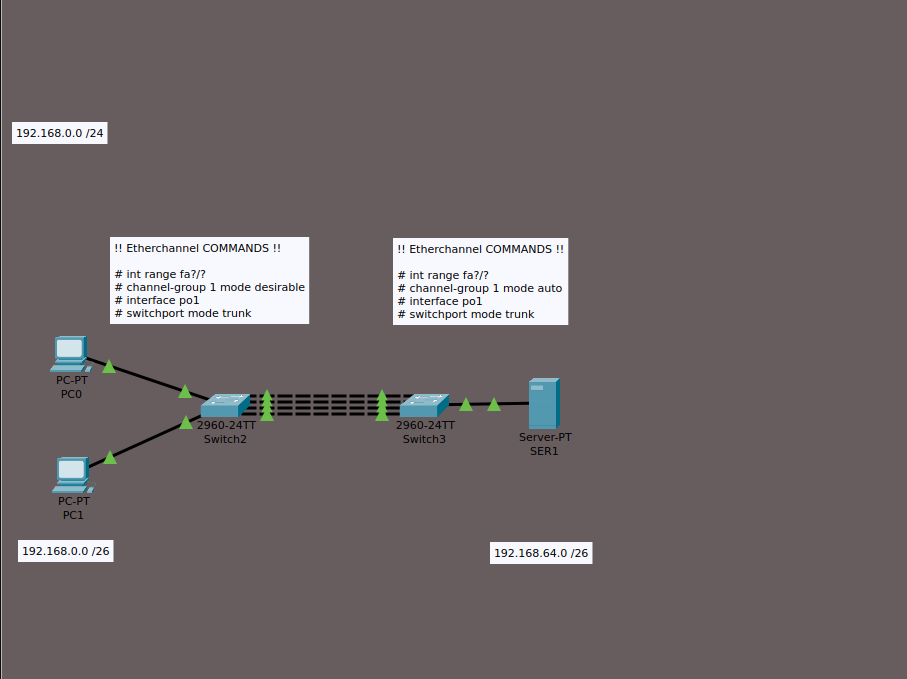 192.168.0.0 /24
!! Etherchannel COMMANDS !!
# int range fa?/?
# channel-group 1 mode desirable
# interface po1
# switchport mode trunk
!! Etherchannel COMMANDS !!
# int range fa?/?
# channel-group 1 mode auto
# interface po1
# switchport mode trunk
PC-PT
PC0
2960-24TT
Switch2
2960-24TT
Switch3
Server-PT
SER1
PC-PT
PC1
192.168.0.0 /26
192.168.64.0 /26